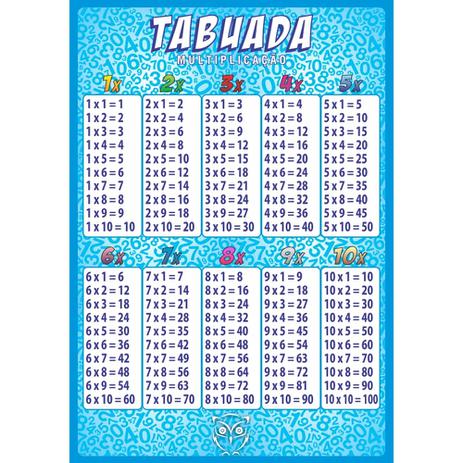 TABUADA
MULTIPLICAÇÃO
1x 2x 3x 4x 5x
1 x 1 = 1 2 x 1 = 2 3 x 1 = 3 4 x 1 = 4 5 x 1 = 5
1 x 2 = 2 2 x 2 = 4 3 x 2 = 6 4 x 2 = 8 5 x 2 = 10
1 x 3 = 3 2 x 3 = 6 3 x 3 = 9 4 x 3 = 12 5 x 3 = 15
1 x 4 = 4 2 x 4 = 8 3 x 4 = 12 4 x 4 = 16 5 x 4 = 20
1 x 5 = 5 2 x 5 = 10 3 x 5 = 15 4 x 5 = 20 5 x 5 = 25
1 x 6 = 6 2 x 6 = 12 3 x 6 = 18 4 x 6 = 24 5 x 6 = 30
1 x 7 = 7 2 x 7 = 14 3 x 7 = 21 4 x 7 = 28 5 x 7 = 35
1 x 8 = 8 2 x 8 = 16 3 x 8 = 24 4 x 8 = 32 5 x 8 = 40
1 x 9 = 9 2 x 9 = 18 3 x 9 = 27 4 x 9 = 36 5 x 9 = 45
1 x 10 = 10 2 x 10 = 20 3 x 10 = 30 4 x 10 = 40 5 x 10 = 50
6x 7x 8x 9x 10x
6 x 1 = 6 7 x 1 = 7 8 x 1 = 8 9 x 1 = 9 10 x 1 = 10
6 x 2 = 12 7 x 2 = 14 8 x 2 = 16 9 x 2 = 18 10 x 2 = 20
6 x 3 = 18 7 x 3 = 21 8 x 3 = 24 9 x 3 = 27 10 x 3 = 30
6 x 4 = 24 7 x 4 = 28 8 x 4 = 32 9 x 4 = 36 10 x 4 = 40
6 x 5 = 30 7 x 5 = 35 8 x 5 = 40 9 x 5 = 45 10 x 5 = 50
6 x 6 = 36 7 x 6 = 42 8 x 6 = 48 9 x 6 = 54 10 x 6 = 60
6 x 7 = 42 7 x 7 = 49 8 x 7 = 56 9 x 7 = 63 10 x 7 = 70
6 x 8 = 48 7 x 8 = 56 8 x 8 = 64 9 x 8 = 72 10 x 8 = 80
6 x 9 = 54 7 x 9 = 63 8 x 9 = 72 9 x 9 = 81 10 x 9 = 90
6 x 10 = 60 7 x 10 = 70 8 x 10 = 80 9 x 10 = 90 10 x 10 = 100